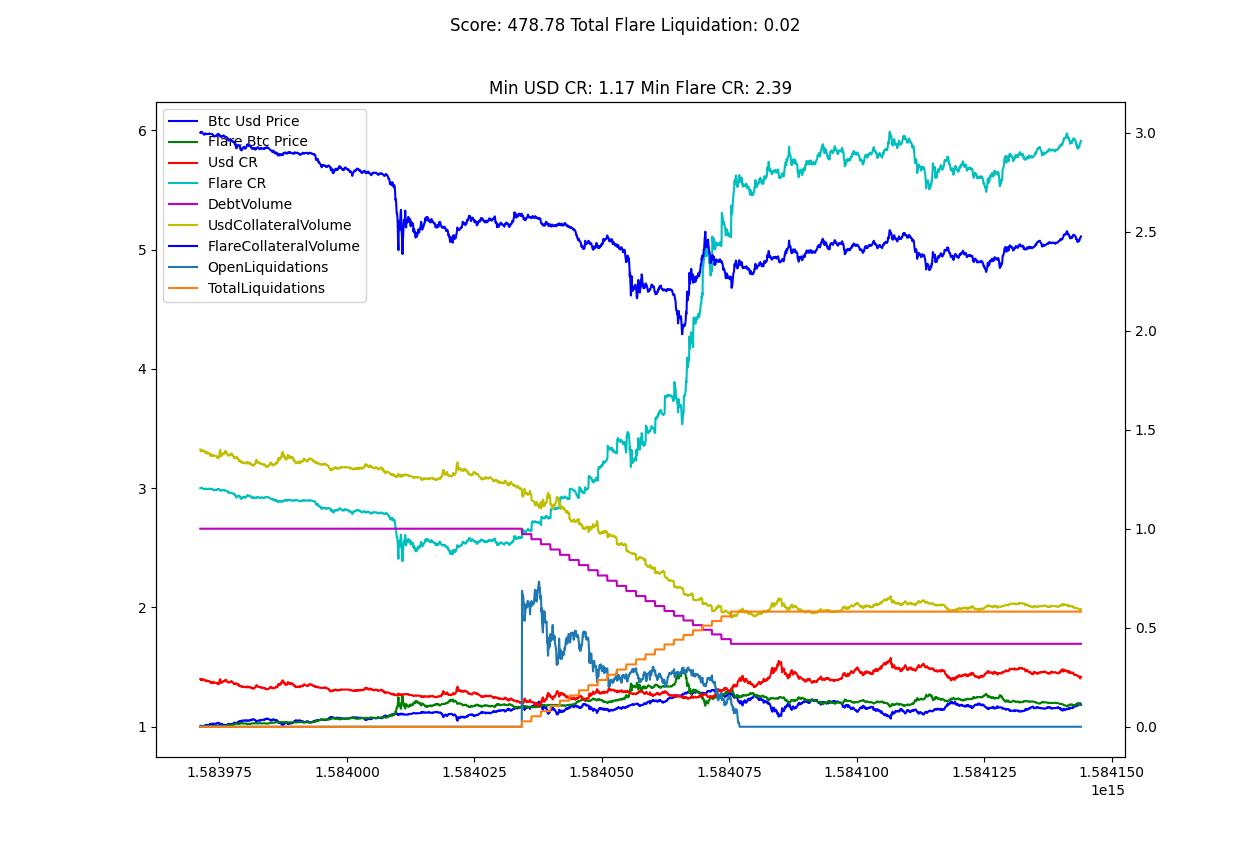 Score: 478.78 Total Flare Liquidation: 0.02
Min USD CR: 1.17 Min Flare CR: 2.39
Btc Usd Price
Flare Btc Price
Usd CR
Flare CR
DebtVolume
UsdCollateralVolume
FlareCollateralVolume
OpenLiquidations
TotalLiquidations
6
5
4
3
2
1
3.0
2.5
2.0
1.5
1.0
0.5
0.0
1.583975 1.584000 1.584025 1.584050 1.584075 1.584100 1.584125 1.584150
1e15